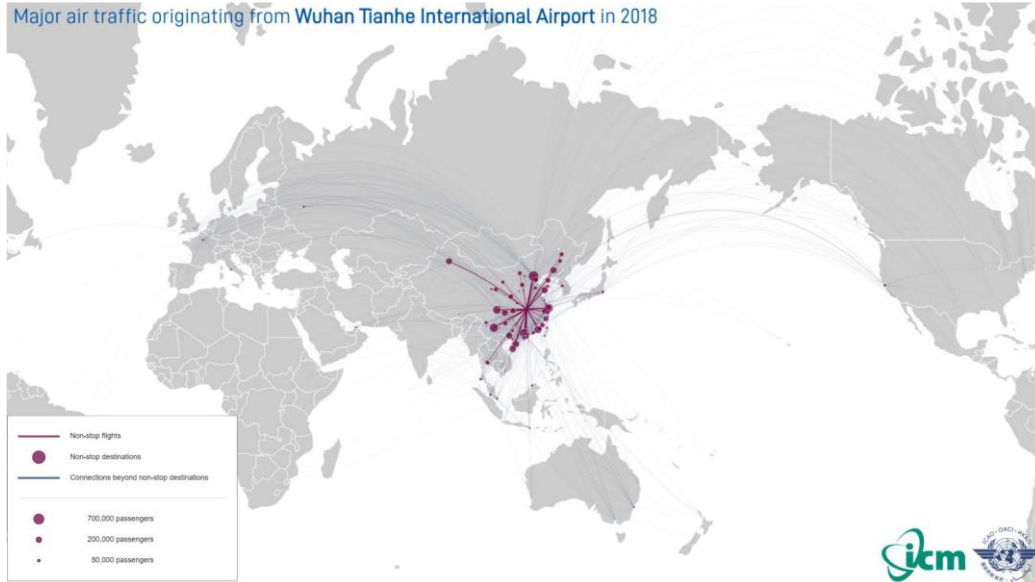 Major air traffic originating from Wuhan Tianhe International Airport in 2018
Non-stop flights
Non-stop destinations
Connections beyond non-stop destinations
700,000 passengers
200,000 passengers
50,000 passengers
icm